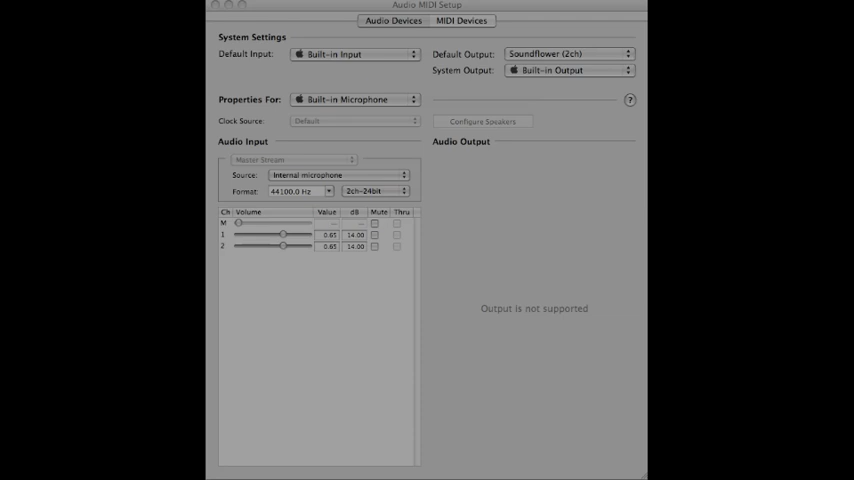 Audio MIDI Setup
Audio Devices MIDI Devices
System Settings
Default Input: Built-in Input Default Output: Soundflower (2ch)
System Output: Built-in Output
Properties For: Built-in Microphone ?
Clock Source: Default Configure Speakers
Audio Input Audio Output
Master Stream
Source: Internal microphone
Format: 44100.0 Hz 2ch-24bit
Ch Volume Value dB Mute Thru
M -- --
1 0.65 14.00
2 0.65 14.00
Output is not supported